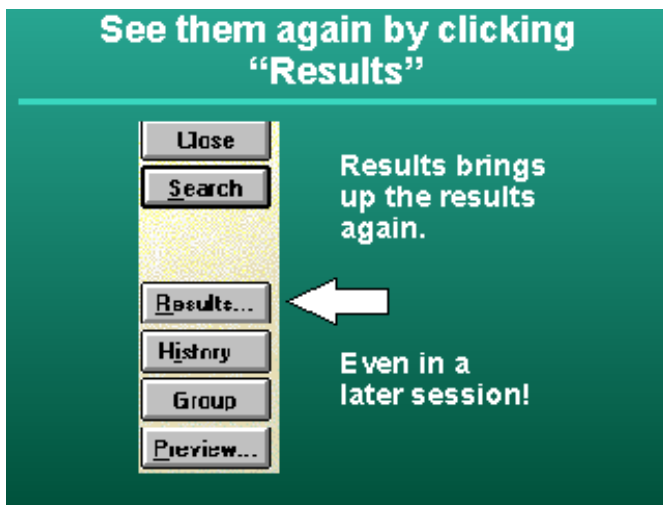 See them again by clicking
“Results”
Close
Search
Results...
History
Group
Preview...
Results brings
up the results
again.
Even in a
later session!